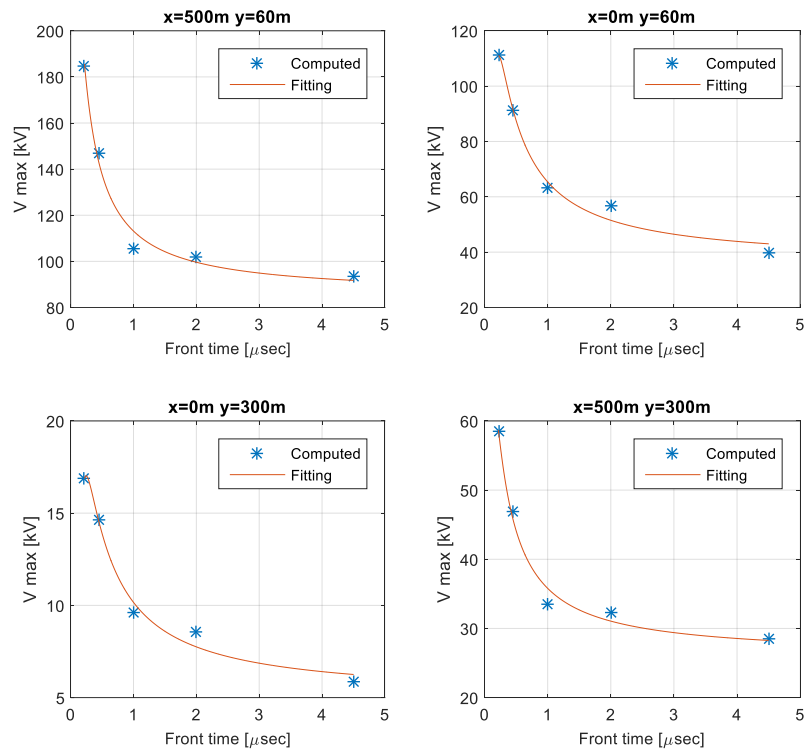 x=500m y=60m
200
180
160
140
120
100
80
V max [kV]
Computed
Fitting
0 1 2 3 4 5
Front time [μsec]
x=0m y=60m
120
100
80
60
40
20
V max [kV]
Computed
Fitting
0 1 2 3 4 5
Front time [μsec]
x=0m y=300m
20
15
10
5
V max [kV]
Computed
Fitting
0 1 2 3 4 5
Front time [μsec]
x=500m y=300m
60
50
40
30
20
V max [kV]
Computed
Fitting
0 1 2 3 4 5
Front time [μsec]